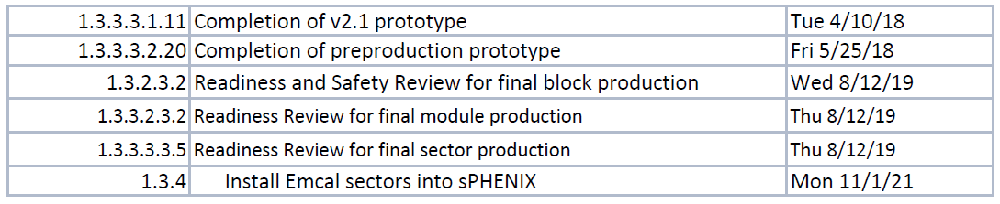 1.3.3.3.1.11 Completion of v2.1 prototype Tue 4/10/18
1.3.3.3.2.20 Completion of preproduction prototype Fri 5/25/18
1.3.2.3.2 Readiness and Safety Review for final block production Wed 8/12/19
1.3.3.2.3.2 Readiness Review for final module production Thu 8/12/19
1.3.3.3.3.5 Readiness Review for final sector production Thu 8/12/19
1.3.4 Install Emcal sectors into sPHENIX Mon 11/1/21